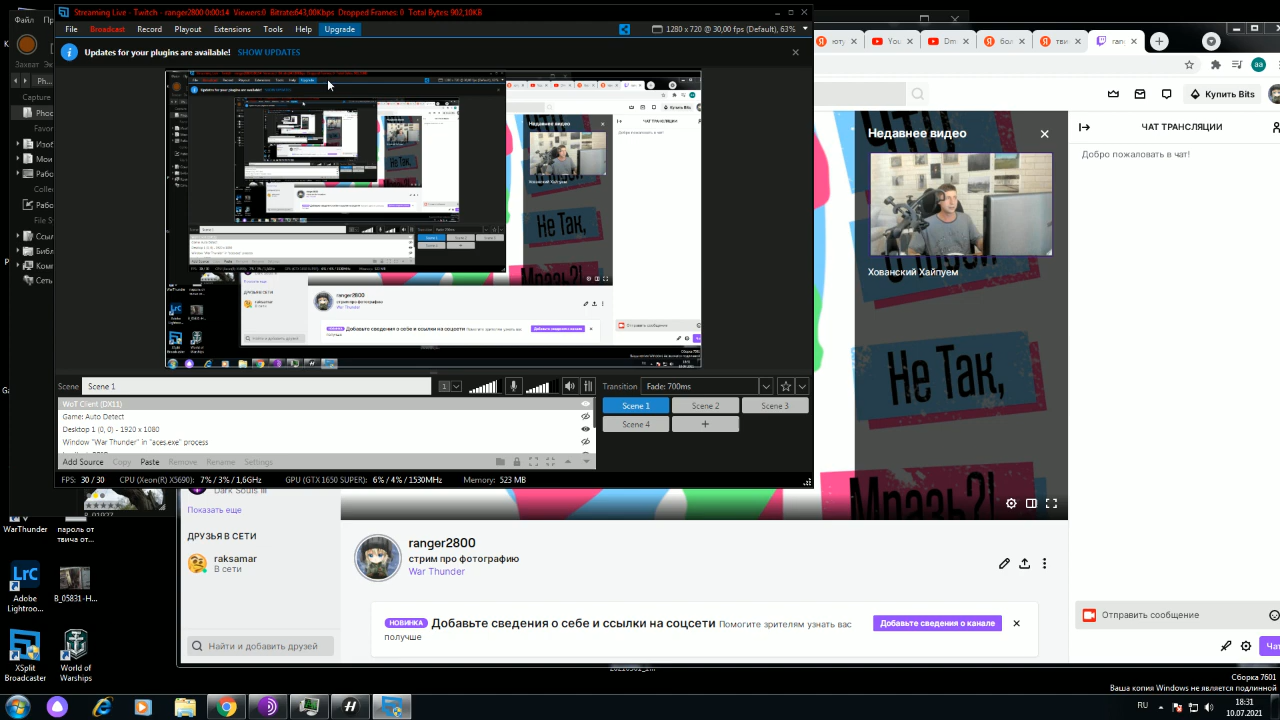 Streaming Live - Twitch - ranger2800 0:00:14 Viewers:0 Bitrate:643,00Kbps Dropped Frames: 0 Total Bytes: 902,10KB
File Broadcast Record Playout Extensions Tools Help Upgrade
1280 x 720 @ 30,00 fps (Default), 63%
Updates for your plugins are available! SHOW UPDATES
Scene Scene 1
1
Transition Fade: 700ms
WoT Client (DX11)
Game: Auto Detect
Desktop 1 (0, 0) - 1920 x 1080
Window "War Thunder" in "aces.exe" process
Add Source Copy Paste Remove Rename Settings
Scene 1 Scene 2 Scene 3
Scene 4 +
FPS: 30 / 30 CPU (Xeon(R) X5690): 7% / 3% / 1,6GHz GPU (GTX 1650 SUPER): 6% / 4% / 1530MHz Memory: 523 MB
Купить Bits
Недавнее видео
Хованский Хайпуем
ЧАТ ТРАНСЛЯЦИИ
Добро пожаловать в чат!
Не Так,
Мразь?!
Dark Souls III
Показать еще
ДРУЗЬЯ В СЕТИ
raksamar
В сети
Найти и добавить друзей
ranger2800
стрим про фотографию
War Thunder
НОВИНКА Добавьте сведения о себе и ссылки на соцсети Помогите зрителям узнать вас
получше
Добавьте сведения о канале
Отправить сообщение
Чат
WarThunder
пароль от
твича от...
Adobe
Lightroo...
B_05831-H...
XSplit
Broadcaster
World of
Warships
Сборка 7601
Ваша копия Windows не является подлинной
RU
18:31
10.07.2021